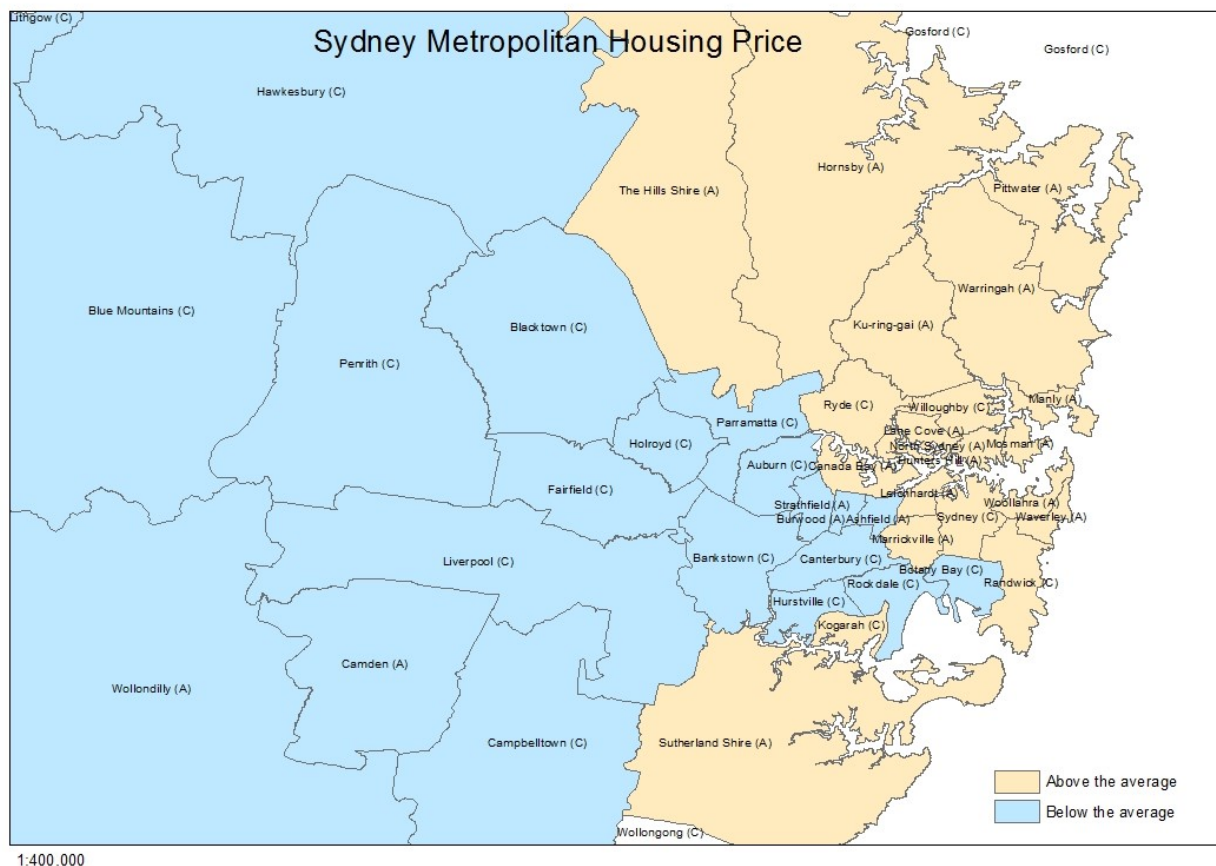 Lithgow (C)
Sydney Metropolitan Housing Price
Gosford (C)
Gosford (C)
Hawkesbury (C)
Hornsby (A)
The Hills Shire (A)
Pittwater (A)
Warringah (A)
Blue Mountains (C)
Blacktown (C)
Ku-ring-gai (A)
Penrith (C)
Manly (A)
Ryde (C)
Willoughby (C)
Parramatta (C)
Lane Cove (A)
Holroyd (C)
North Sydney (A)
Mosman (A)
Hunters Hill (A)
Auburn (C)
Canada Bay (A)
Fairfield (C)
Leichhardt (A)
Strathfield (A)
Woollahra (A)
Burwood (A)
Ashfield (A)
Sydney (C)
Waverley (A)
Marrickville (A)
Bankstown (C)
Canterbury (C)
Liverpool (C)
Botany Bay (C)
Rockdale (C)
Randwick (C)
Hurstville (C)
Kogarah (C)
Camden (A)
Wollondilly (A)
Campbelltown (C)
Sutherland Shire (A)
Above the average
Below the average
Wollongong (C)
1:400,000